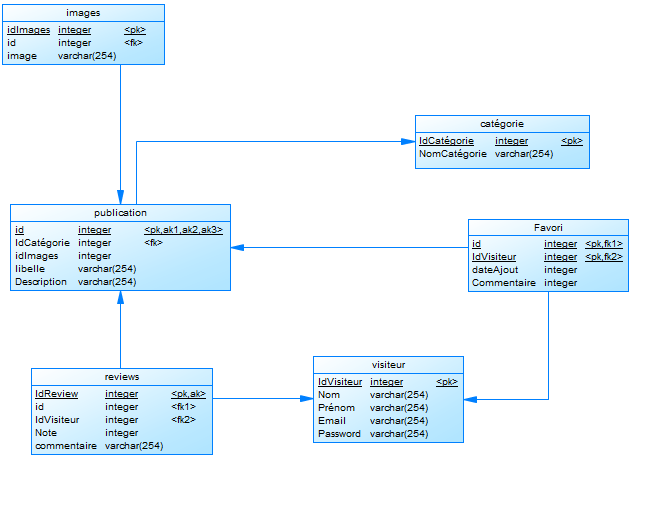 images
idImages integer <pk>
id integer <fk>
image varchar(254)
catégorie
IdCatégorie integer <pk>
NomCatégorie varchar(254)
publication
id integer <pk,ak1,ak2,ak3>
IdCatégorie integer <fk>
idImages integer
libelle varchar(254)
Description varchar(254)
Favori
id integer <pk,fk1>
IdVisiteur integer <pk,fk2>
dateAjout integer
Commentaire integer
reviews
IdReview integer <pk,ak>
id integer <fk1>
IdVisiteur integer <fk2>
Note integer
commentaire varchar(254)
visiteur
IdVisiteur integer <pk>
Nom varchar(254)
Prénom varchar(254)
Email varchar(254)
Password varchar(254)